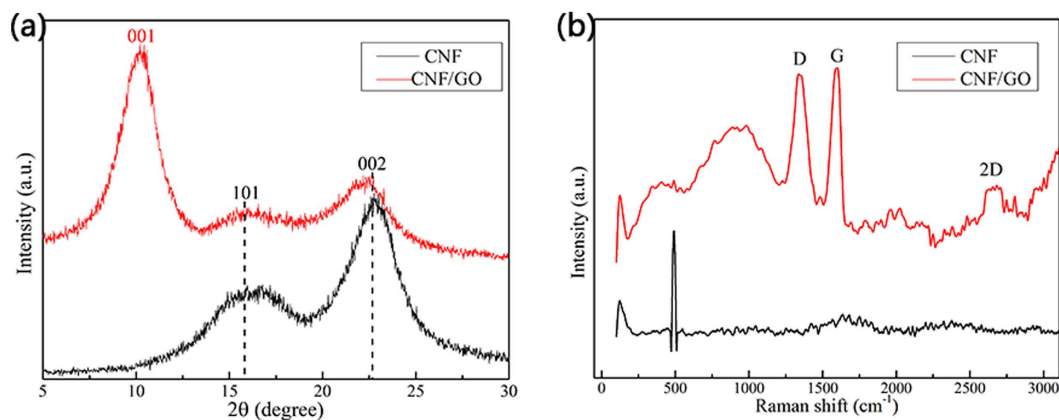 (a)
001
CNF
CNF/GO
101
002
Intensity (a.u.)
5 10 15 20 25 30
2θ (degree)
(b)
D G
CNF
CNF/GO
2D
Intensity (a.u.)
0 500 1000 1500 2000 2500 3000
Raman shift (cm⁻¹)